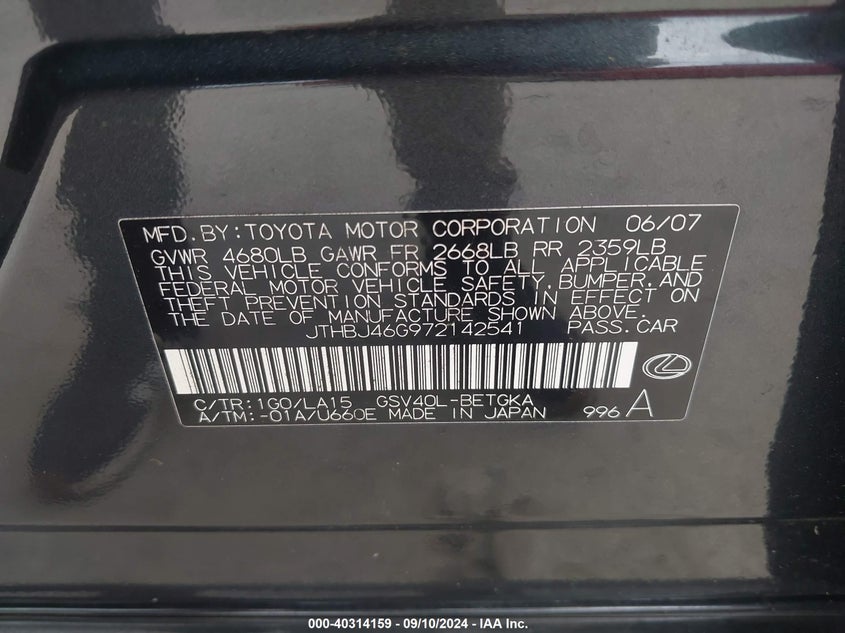 MFD. BY: TOYOTA MOTOR CORPORATION 06/07
GVWR 4680LB GAWR FR 2668LB RR 2359LB
THIS VEHICLE CONFORMS TO ALL APPLICABLE
FEDERAL MOTOR VEHICLE SAFETY, BUMPER, AND
THEFT PREVENTION STANDARDS IN EFFECT ON
THE DATE OF MANUFACTURE SHOWN ABOVE.
JTHBJ46G972142541 PASS. CAR
C/TR: 1G0/LA15 GSV40L-BETGKA
A/TM: -01A/U660E MADE IN JAPAN 996 A
000-40314159 - 09/10/2024 - IAA Inc.